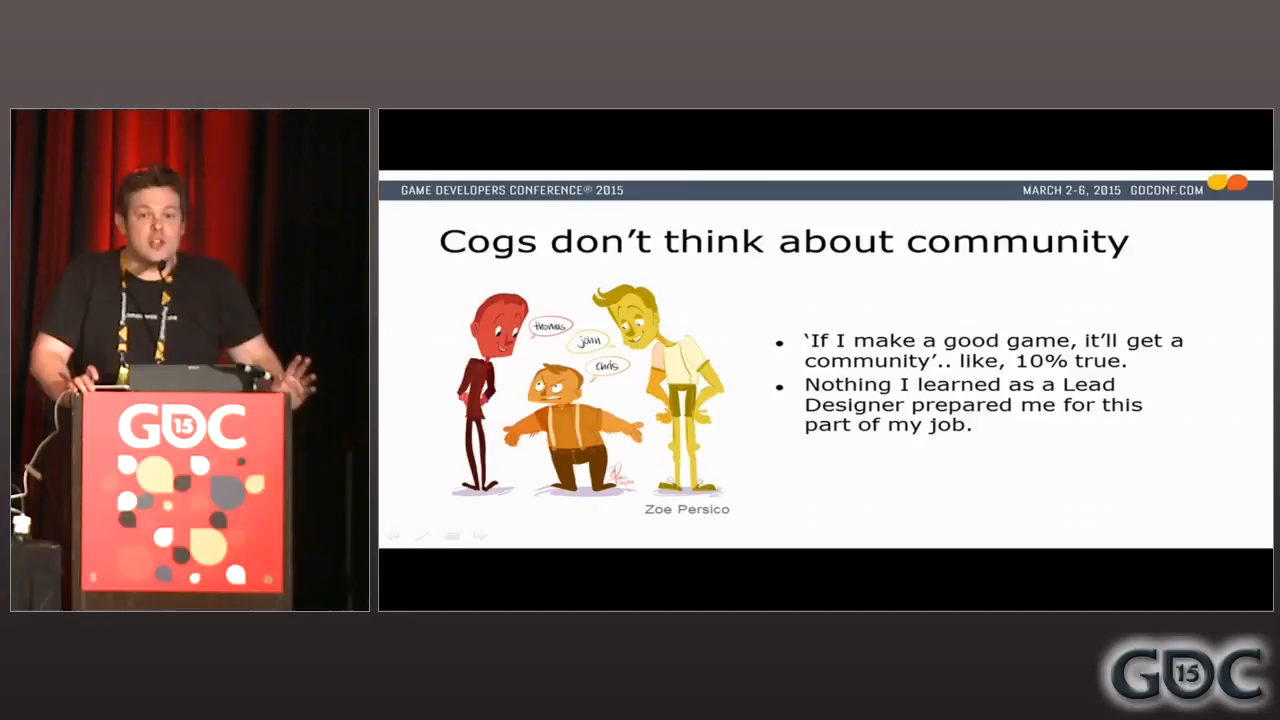 GAME DEVELOPERS CONFERENCE® 2015
MARCH 2-6, 2015 GDCONF.COM
Cogs don't think about community
thomas
john
chris
• 'If I make a good game, it'll get a
community'.. like, 10% true.
• Nothing I learned as a Lead
Designer prepared me for this
part of my job.
Zoe Persico
GDC
15
GDC
15